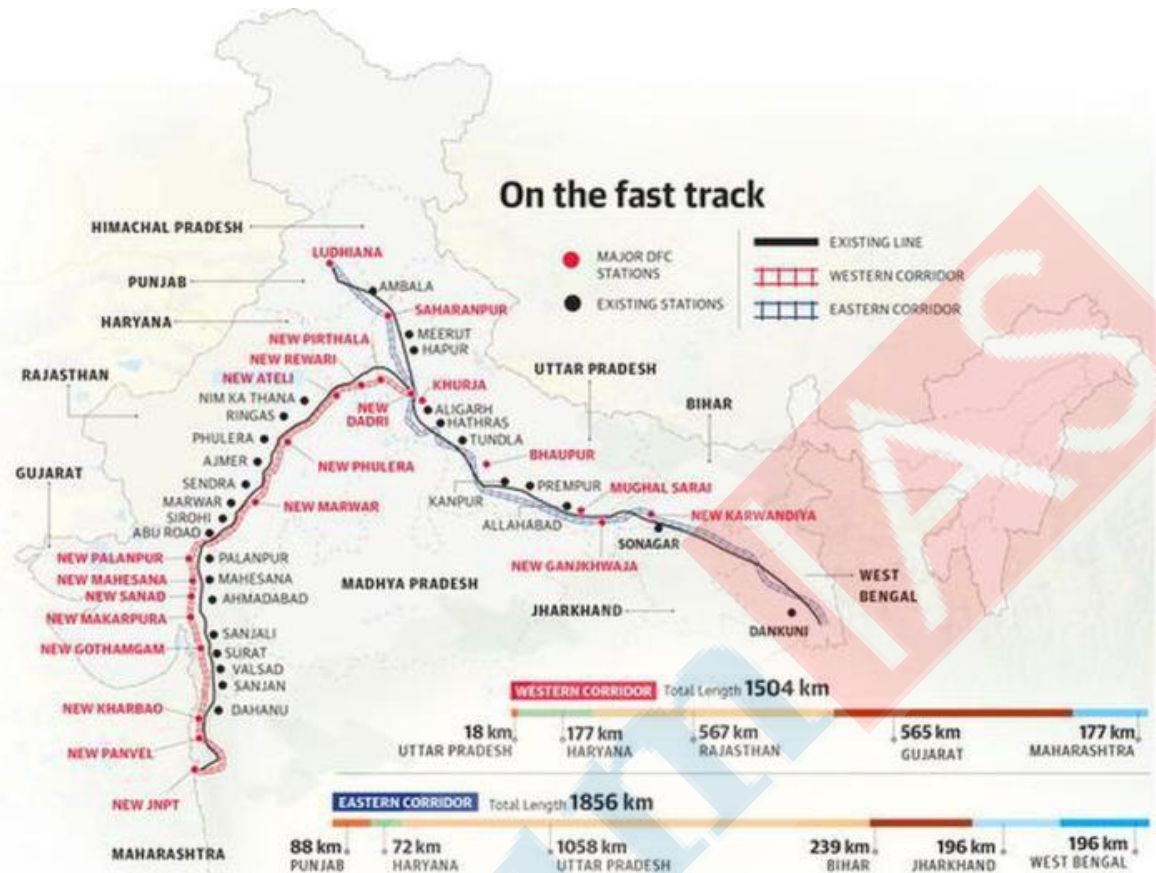 On the fast track
MAJOR DFC
STATIONS
EXISTING STATIONS
EXISTING LINE
WESTERN CORRIDOR
EASTERN CORRIDOR
HIMACHAL PRADESH
LUDHIANA
PUNJAB
AMBALA
HARYANA
SAHARANPUR
NEW PIRTHALA
MEERUT
HAPUR
NEW REWARI
RAJASTHAN
NEW ATELI
KHURJA
UTTAR PRADESH
NIM KA THANA
NEW
DADRI
ALIGARH
BIHAR
RINGAS
HATHRAS
PHULERA
TUNDLA
AJMER
NEW PHULERA
BHAUPUR
GUJARAT
SENDRA
PREMPUR
MUGHAL SARAI
MARWAR
NEW MARWAR
KANPUR
SIROHI
ALLAHABAD
NEW KARWANDIYA
ABU ROAD
SONAGAR
NEW PALANPUR
PALANPUR
NEW GANJKHWAJA
NEW MAHESANA
MAHESANA
MADHYA PRADESH
WEST
BENGAL
NEW SANAD
AHMADABAD
JHARKHAND
NEW MAKARPURA
DANKUNI
SANJALI
NEW GOTHAMGAM
SURAT
VALSAD
SANJAN
NEW KHARBAO
DAHANU
NEW PANVEL
NEW JNPT
MAHARASHTRA
WESTERN CORRIDOR Total Length 1504 km
18 km 177 km 567 km 565 km 177 km
UTTAR PRADESH HARYANA RAJASTHAN GUJARAT MAHARASHTRA
EASTERN CORRIDOR Total Length 1856 km
88 km 72 km 1058 km 239 km 196 km 196 km
PUNJAB HARYANA UTTAR PRADESH BIHAR JHARKHAND WEST BENGAL
IAS